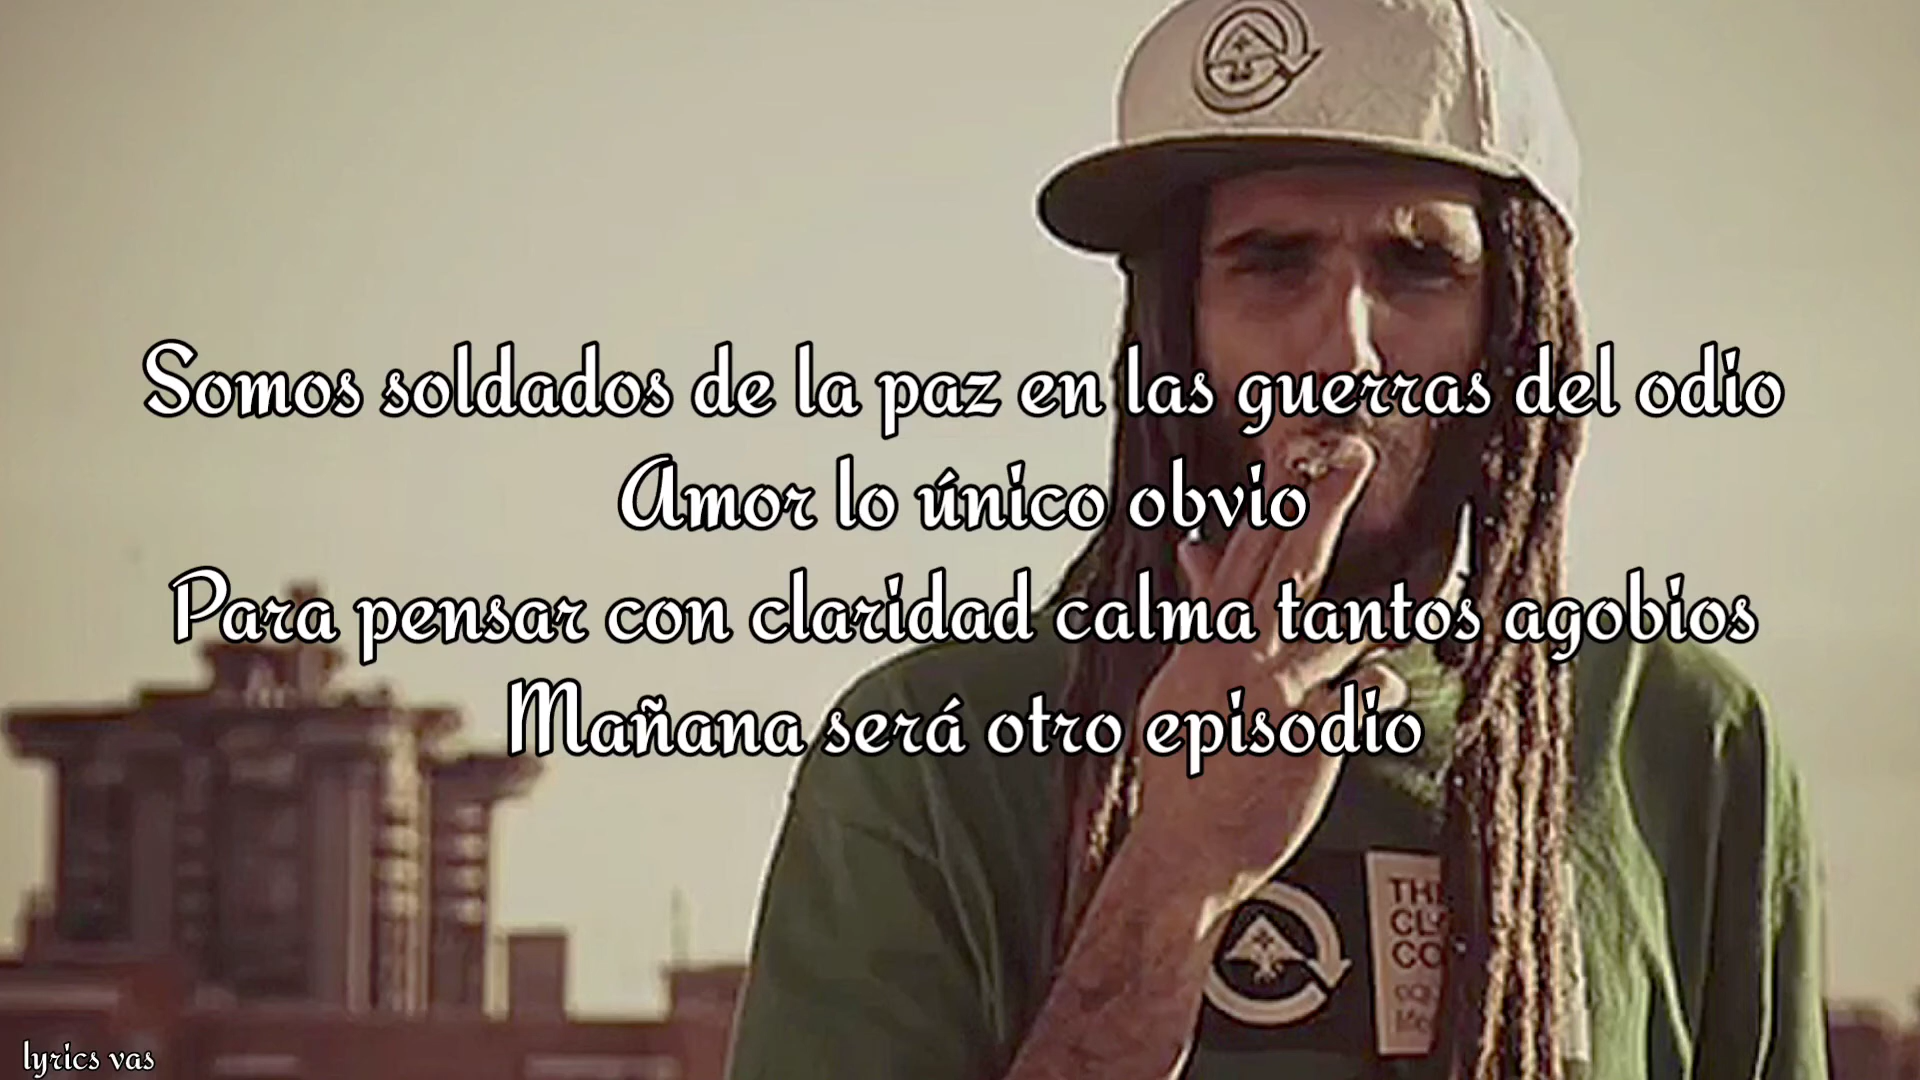 Somos soldados de la paz en las guerras del odio
Amor lo único obvio
Para pensar con claridad calma tantos agobios
Mañana será otro episodio
CO
lyrics vas